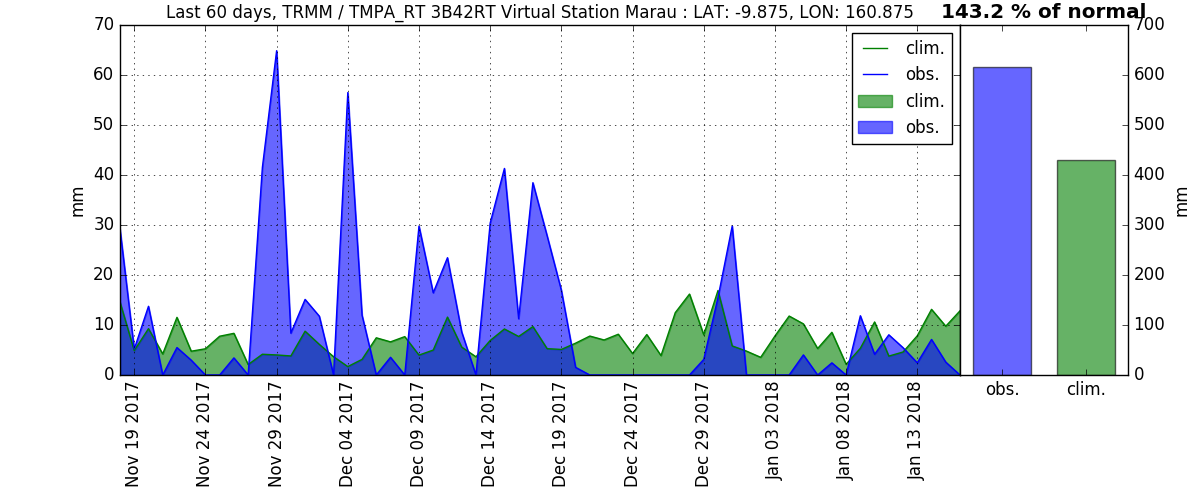 Last 60 days, TRMM / TMPA_RT 3B42RT Virtual Station Marau : LAT: -9.875, LON: 160.875
143.2 % of normal
70
60
50
40
30
20
10
0
mm
clim.
obs.
clim.
obs.
700
600
500
400
300
200
100
0
mm
Nov 19 2017
Nov 24 2017
Nov 29 2017
Dec 04 2017
Dec 09 2017
Dec 14 2017
Dec 19 2017
Dec 24 2017
Dec 29 2017
Jan 03 2018
Jan 08 2018
Jan 13 2018
obs.
clim.